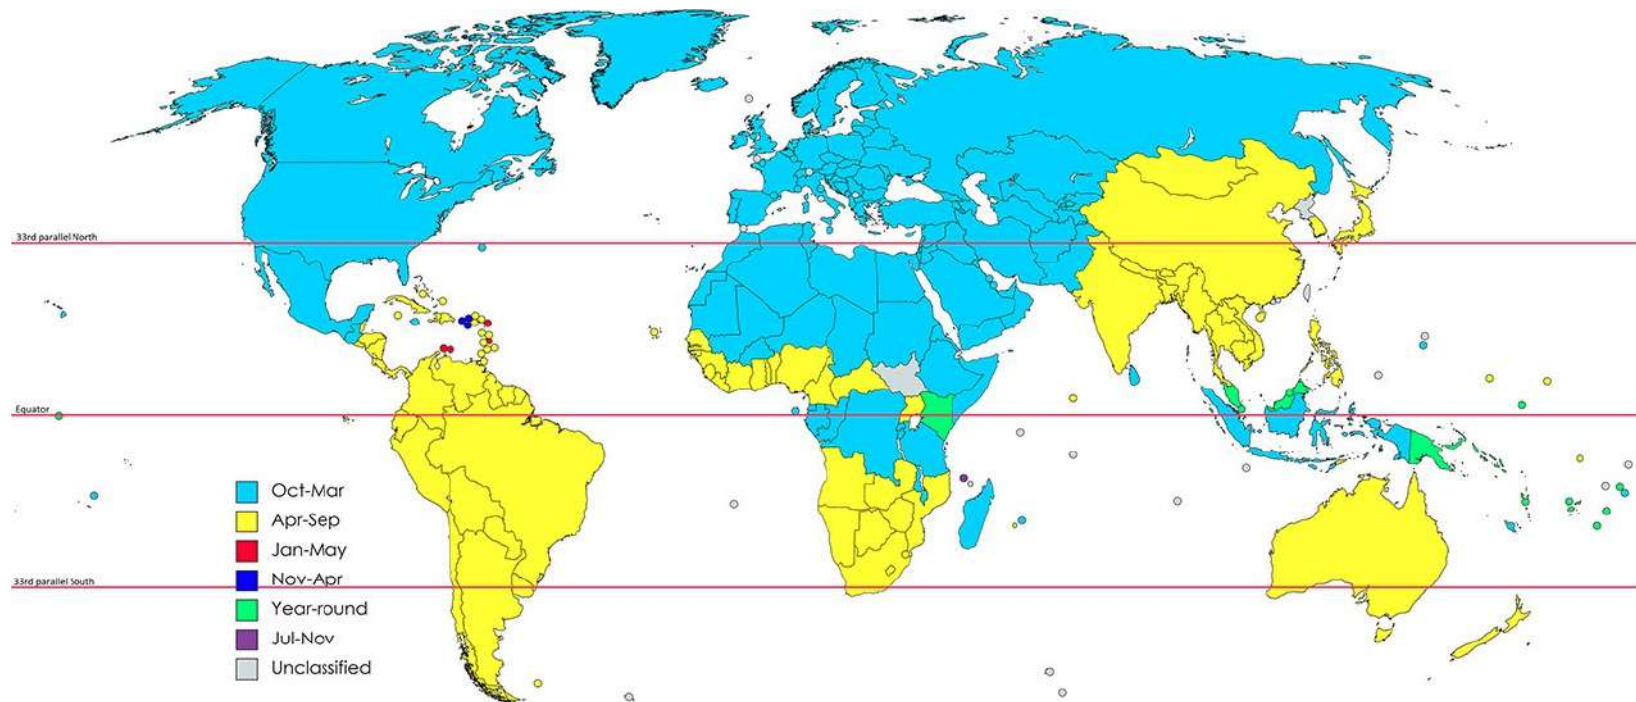 33rd parallel North
Equator
33rd parallel South
Oct-Mar
Apr-Sep
Jan-May
Nov-Apr
Year-round
Jul-Nov
Unclassified